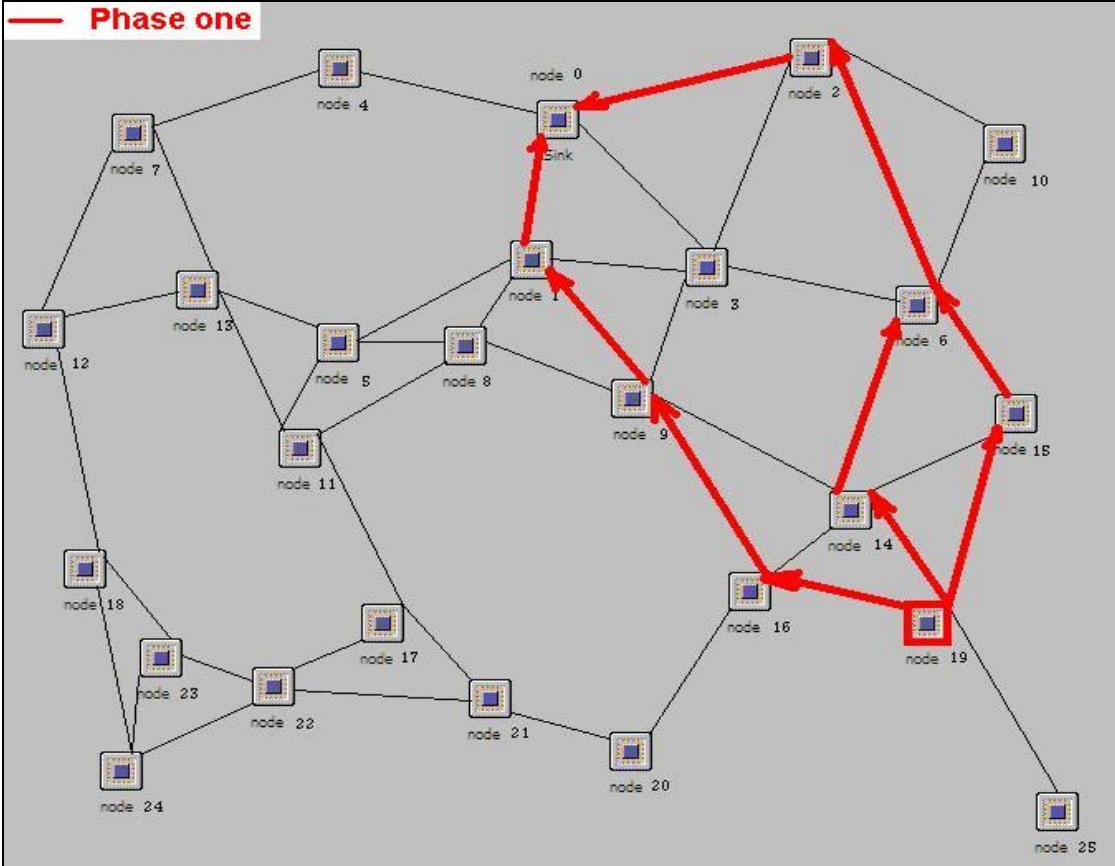 Phase one
node 4
node 0
node 2
Sink
node 7
node 10
node 1
node 3
node 13
node 6
node 12
node 5
node 8
node 9
node 15
node 11
node 14
node 18
node 16
node 17
node 19
node 23
node 22
node 21
node 20
node 24
node 25